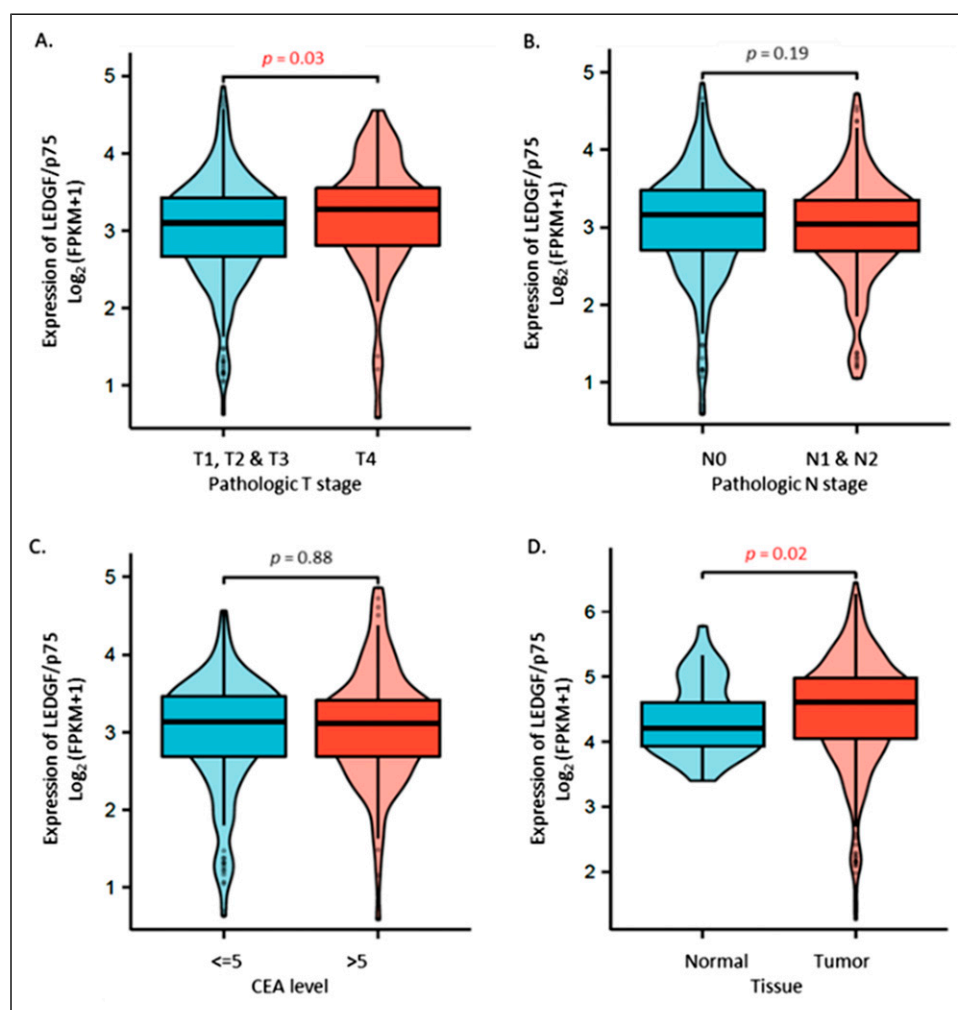 A.
p = 0.03
Expression of LEDGF/p75
Log₂ (FPKM+1)
5
4
3
2
1
T1, T2 & T3 T4
Pathologic T stage
B.
p = 0.19
Expression of LEDGF/p75
Log₂ (FPKM+1)
5
4
3
2
1
N0 N1 & N2
Pathologic N stage
C.
p = 0.88
Expression of LEDGF/p75
Log₂ (FPKM+1)
5
4
3
2
1
<=5 >5
CEA level
D.
p = 0.02
Expression of LEDGF/p75
Log₂ (FPKM+1)
6
5
4
3
2
Normal Tumor
Tissue